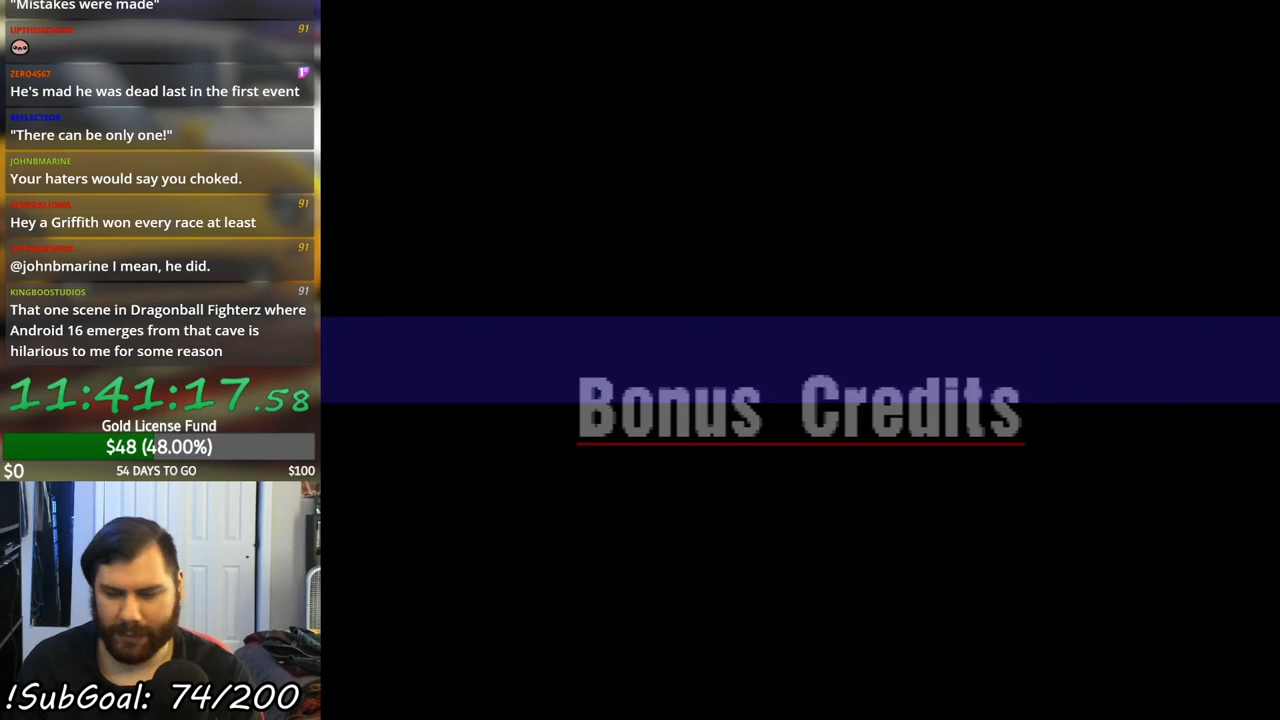 "Mistakes were made"
91
ZERO4567
He's mad he was dead last in the first event
REFLECTSOR
"There can be only one!"
JOHNBMARINE
Your haters would say you choked.
91
Hey a Griffith won every race at least
91
@johnbmarine I mean, he did.
KINGBOOSTUDIOS 91
That one scene in Dragonball Fighterz where
Android 16 emerges from that cave is
hilarious to me for some reason
11:41:17.58
Gold License Fund
$48 (48.00%)
$0 54 DAYS TO GO $100
!SubGoal: 74/200
Bonus Credits